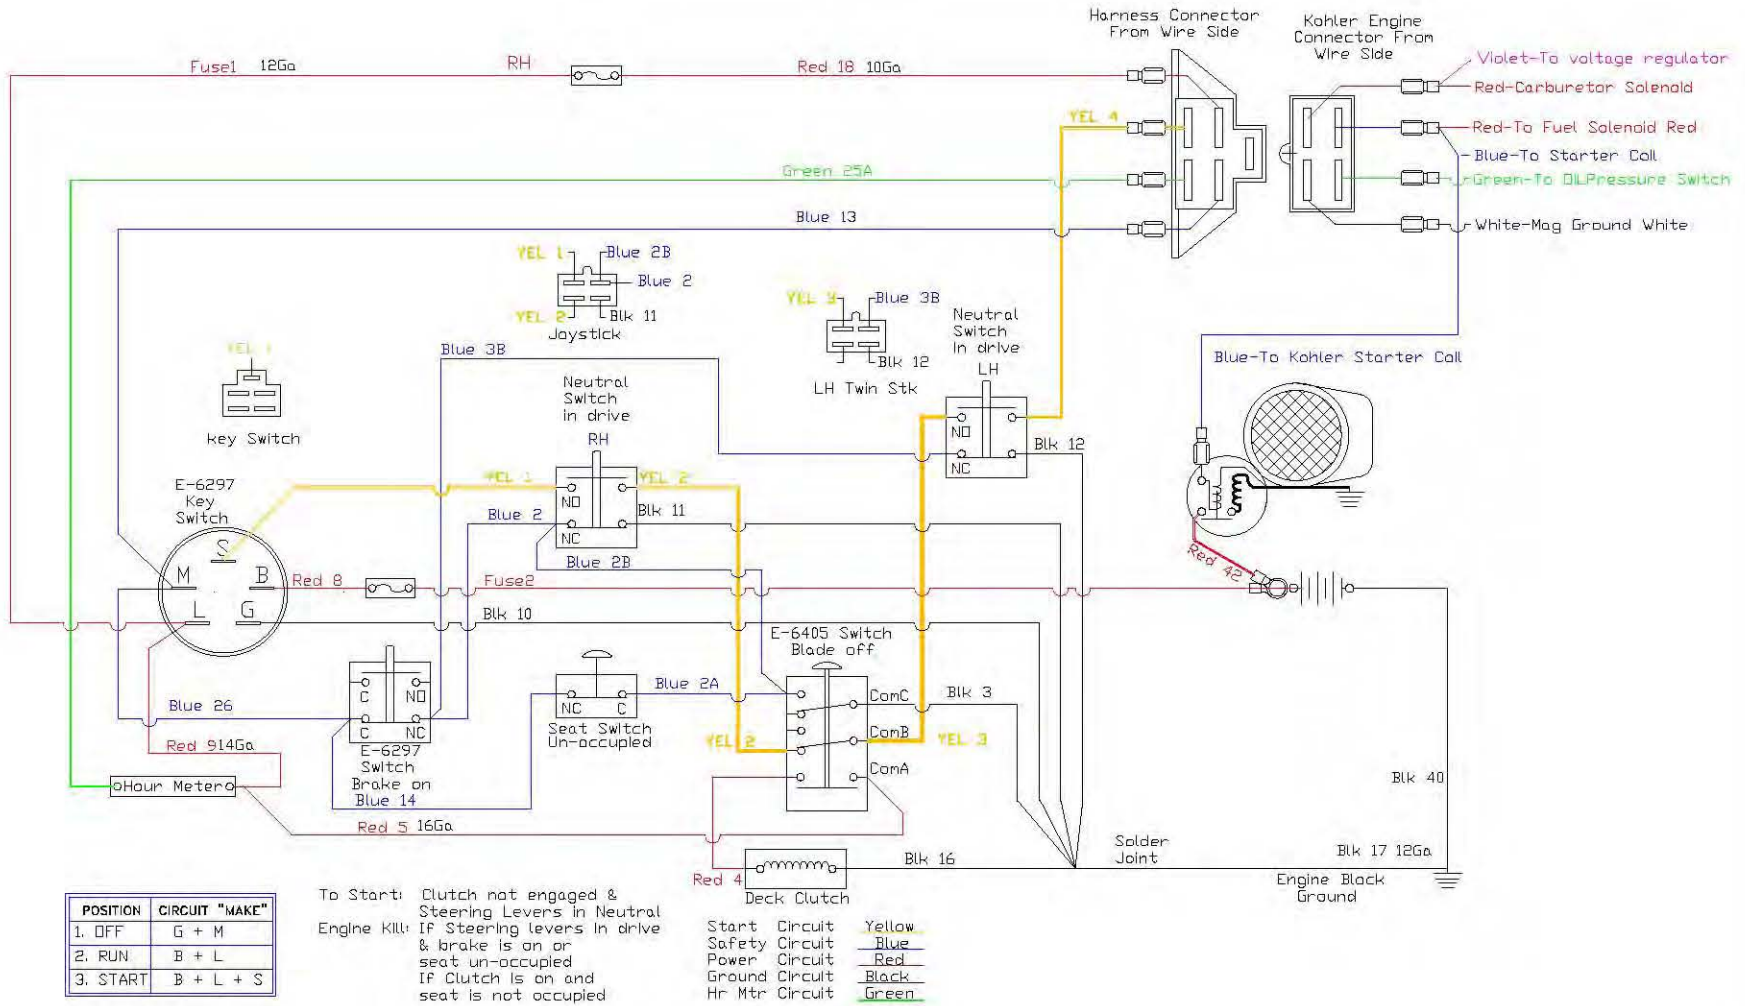 Harness Connector
From Wire Side
Kohler Engine
Connector From
Wire Side
Fuse1 12Ga
RH
Red 18 10Ga
Violet-To voltage regulator
Red-Carburetor Solenoid
YEL 4
Red-To Fuel Solenoid Red
Blue-To Starter Coil
Green 25A
Green-To OILPressure Switch
Blue 13
White-Mag Ground White
YEL 1
Blue 2B
Blue 2
YEL 2
Blk 11
Joystick
YEL
Blue 3B
Blk 12
LH Twin Stk
Neutral
Switch
in drive
LH
Blue 3B
YEL
key Switch
Neutral
Switch
in drive
RH
Blue-To Kohler Starter Coil
NO
NC
Blk 12
E-6297
Key
Switch
YEL 1
YEL 2
NO
NC
Blue 2
Blk 11
Blue 2B
Red 42
S
M
B
L
G
Red 8
Fuse2
Blk 10
E-6405 Switch
Blade off
C
NO
C
NC
Blue 26
E-6297
Switch
Brake on
NC
C
Seat Switch
Un-occupied
Blue 2A
ComC
Blk 3
ComB
YEL 2
YEL 3
ComA
Red 914Ga
Hour Meter
Blue 14
Red 5 16Ga
Blk 40
Solder
Joint
Blk 17 12Ga
Blk 16
Red 4
Deck Clutch
Engine Black
Ground
POSITION CIRCUIT "MAKE"
1. OFF G + M
2. RUN B + L
3. START B + L + S
To Start: Clutch not engaged &
Steering Levers in Neutral
Engine Kill: If Steering levers in drive
& brake is on or
seat un-occupied
If Clutch is on and
seat is not occupied
Start Circuit Yellow
Safety Circuit Blue
Power Circuit Red
Ground Circuit Black
Hr Mtr Circuit Green